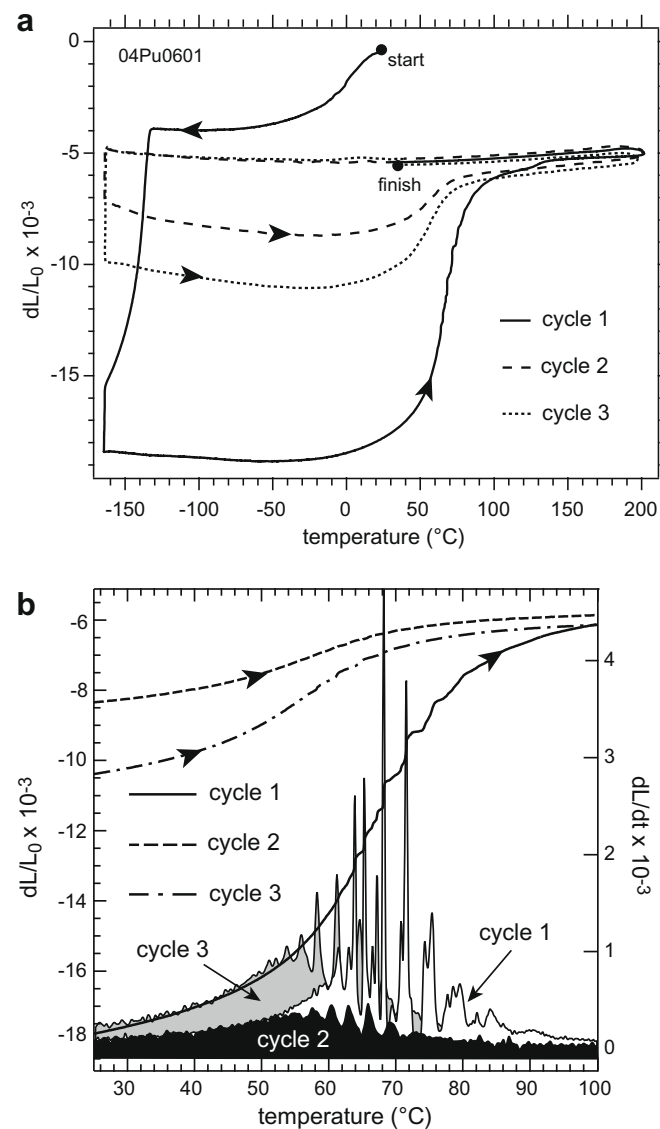 a
04Pu0601
start
finish
0
-5
-10
-15
dL/L0 x 10-3
cycle 1
cycle 2
cycle 3
-150 -100 -50 0 50 100 150 200
temperature (°C)
b
-6
-8
-10
-12
-14
-16
-18
dL/L0 x 10-3
cycle 1
cycle 2
cycle 3
cycle 3
cycle 1
cycle 2
4
3
2
1
0
dL/dt x 10-3
30 40 50 60 70 80 90 100
temperature (°C)